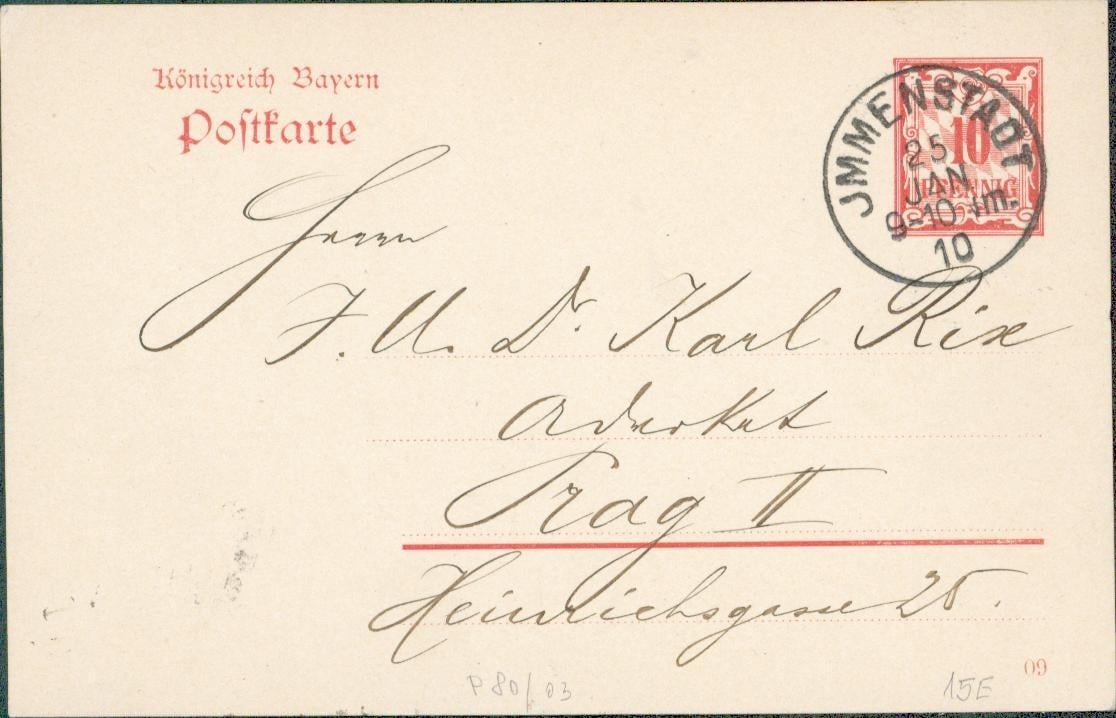 Königreich Bayern
Postkarte
10
PFENNIG
JMMENSTADT
25
JAN
9-10 Vm.
10
Herrn
J. U. Dr. Karl Rix
Advokat
Prag II
Heinrichsgasse 25.
09
P 80/03
15E